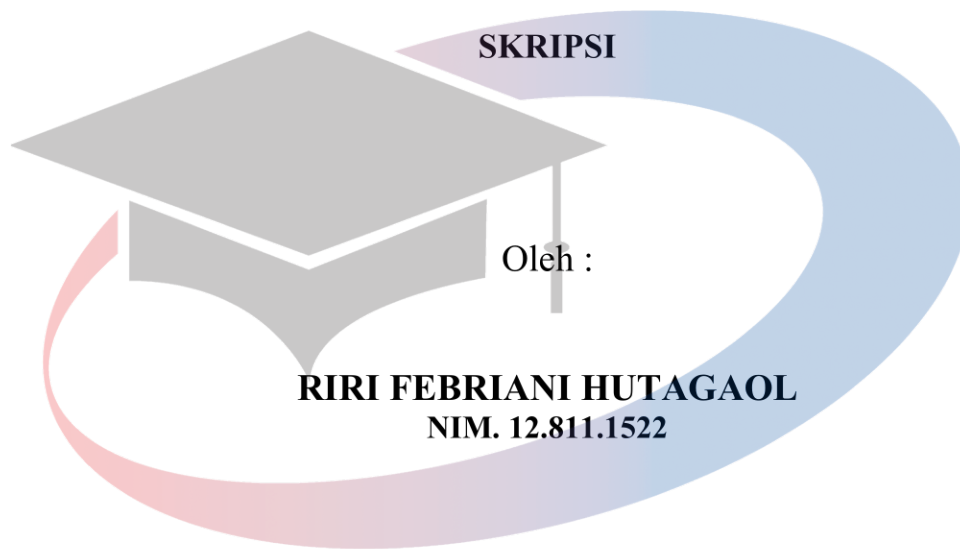 SKRIPSI
Oleh :
RIRI FEBRIANI HUTAGAOL
NIM. 12.811.1522